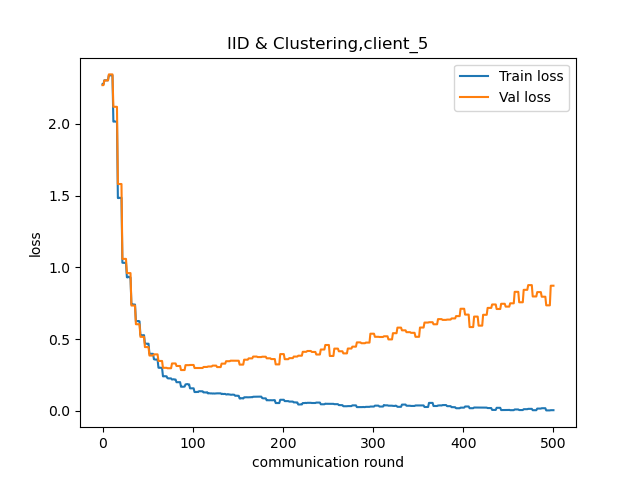 IID & Clustering,client_5
Train loss
Val loss
loss
2.0
1.5
1.0
0.5
0.0
0
100
200
300
400
500
communication round